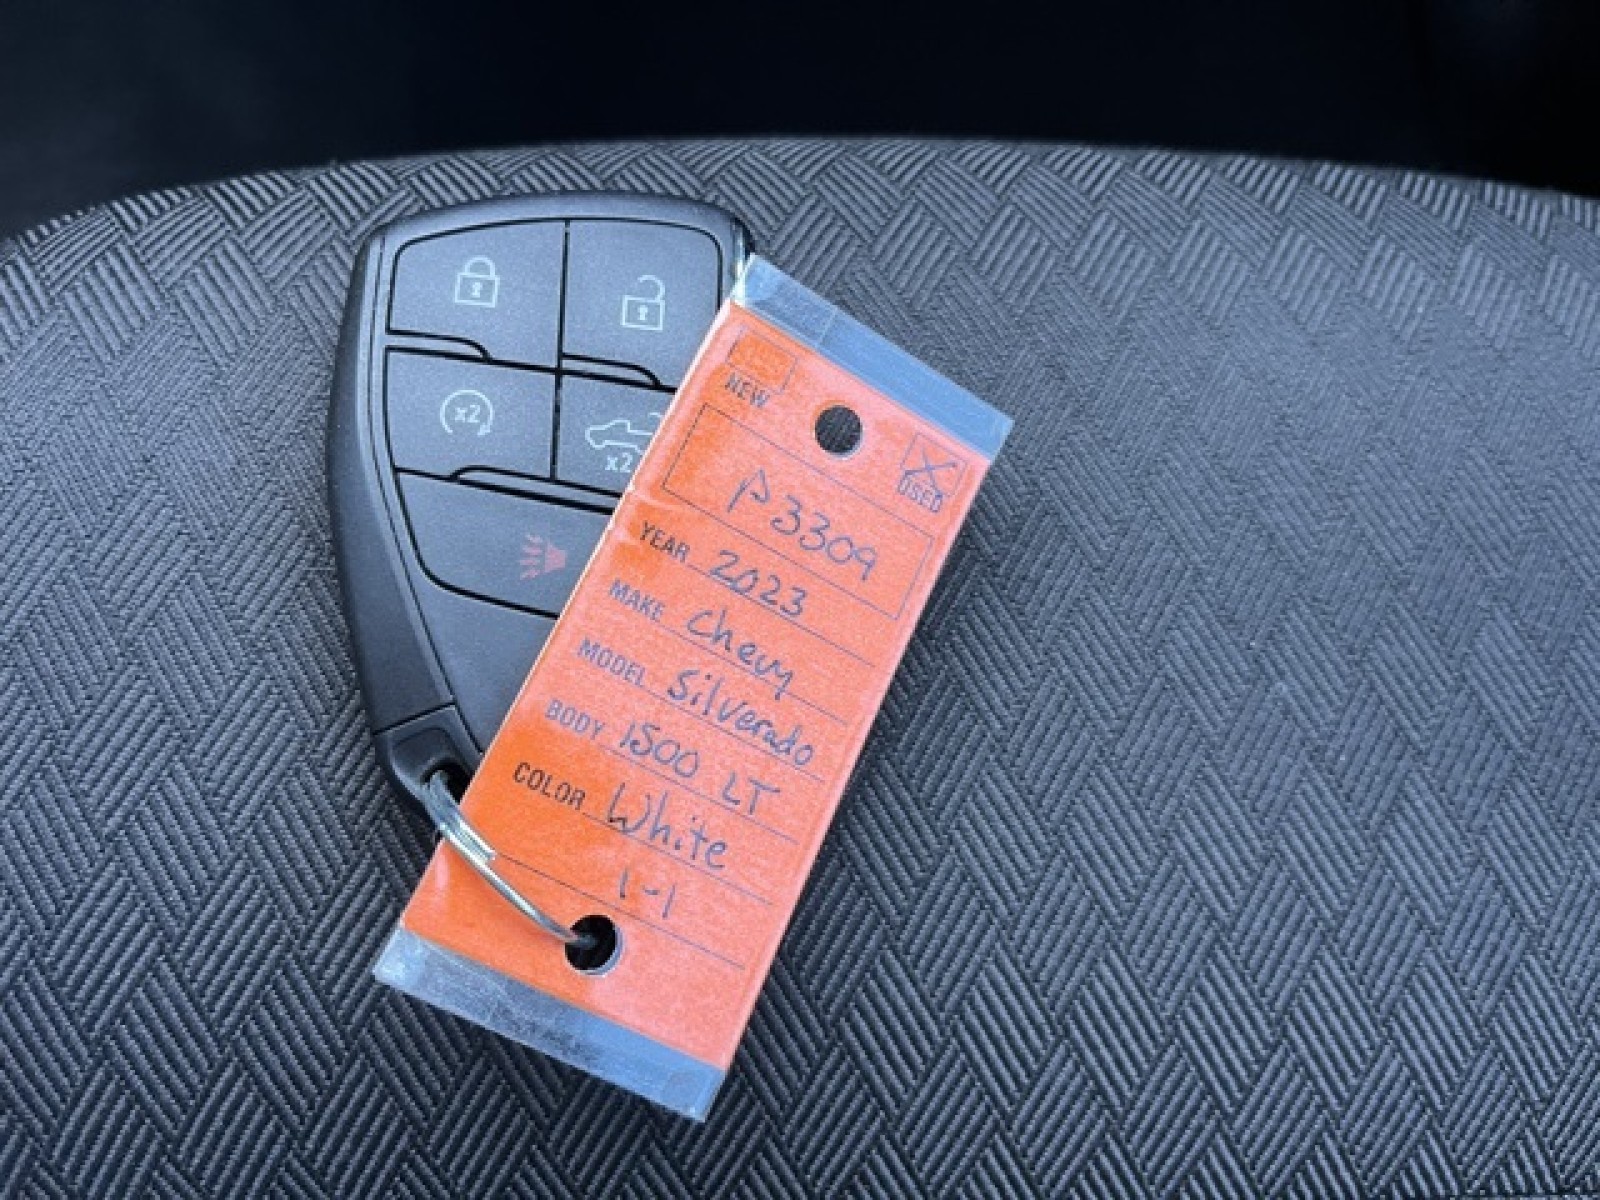 x2
x2
NEW
USED
P3309
YEAR 2023
MAKE Chevy
MODEL Silverado
BODY 1500 LT
COLOR White
1-1